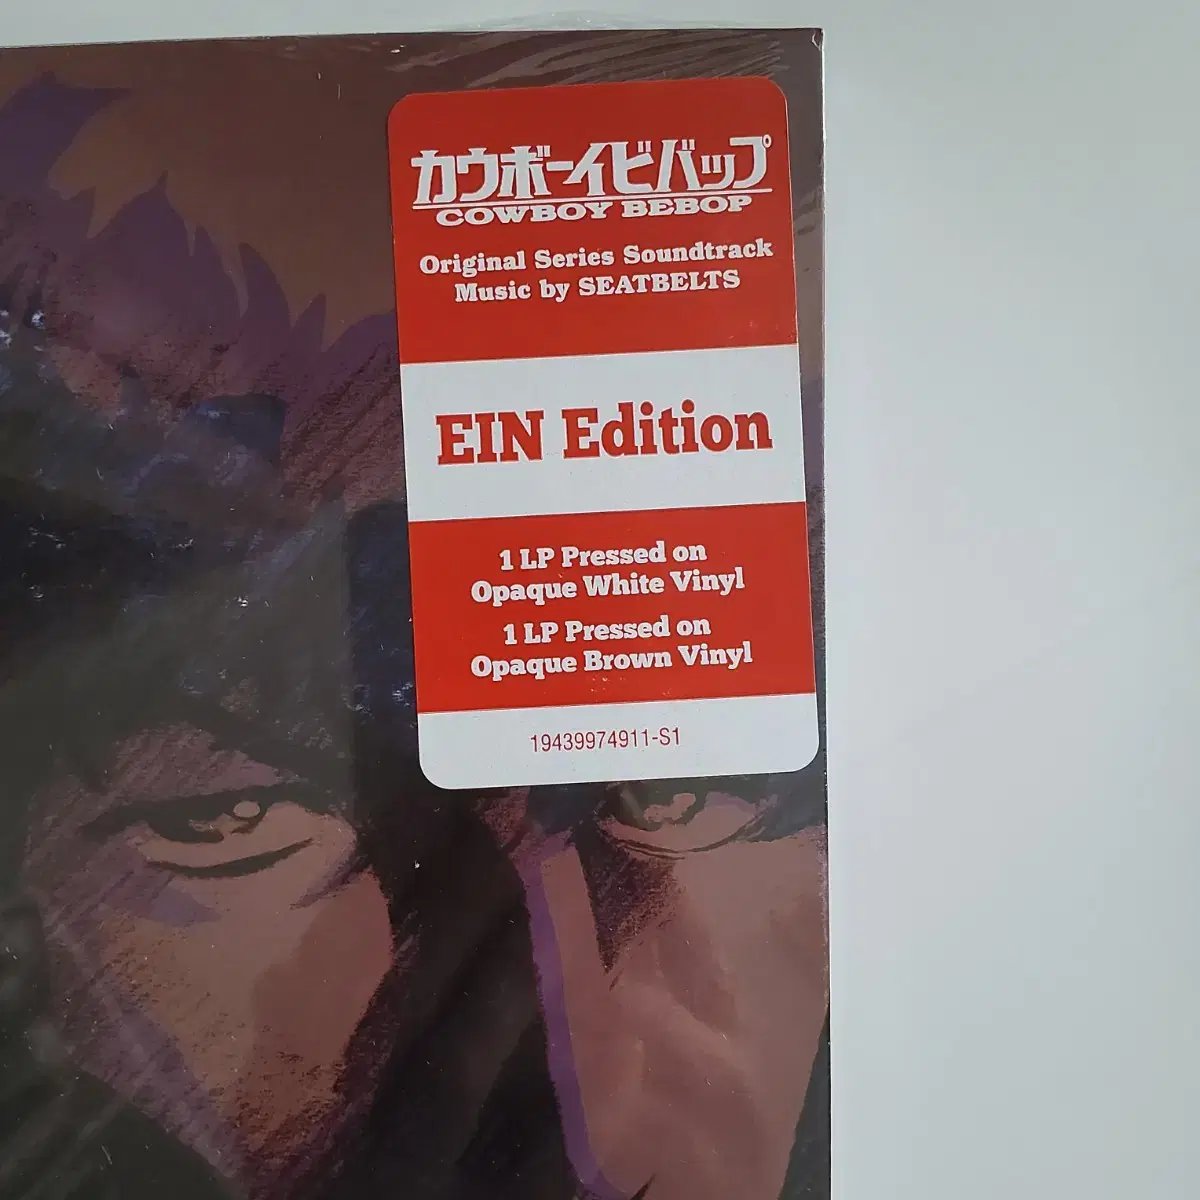 カウボーイビバップ
COWBOY BEBOP
Original Series Soundtrack
Music by SEATBELTS
EIN Edition
1 LP Pressed on
Opaque White Vinyl
1 LP Pressed on
Opaque Brown Vinyl
19439974911-S1